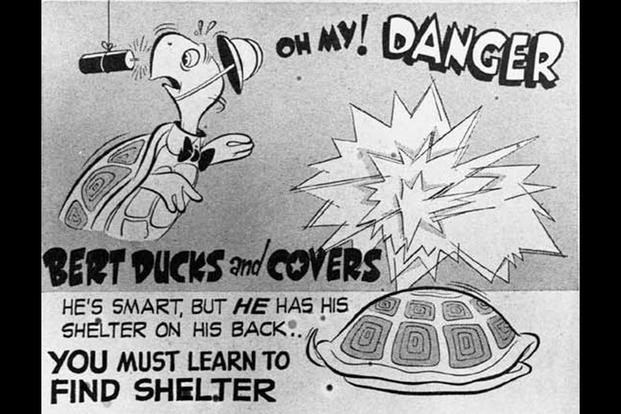 OH MY! DANGER
BERT DUCKS and COVERS
HE'S SMART, BUT HE HAS HIS
SHELTER ON HIS BACK..
YOU MUST LEARN TO
FIND SHELTER